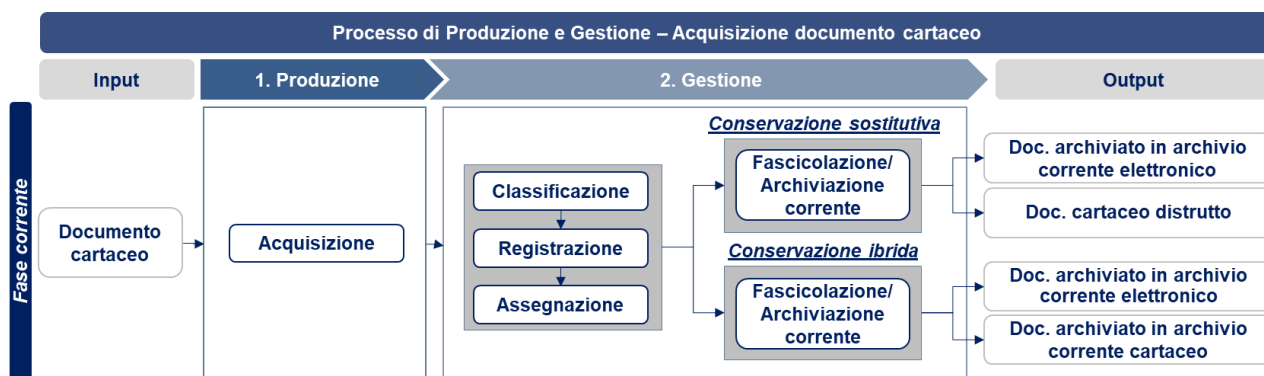 Processo di Produzione e Gestione – Acquisizione documento cartaceo
Input
1. Produzione
2. Gestione
Output
Fase corrente
Documento
cartaceo
Acquisizione
Classificazione
Registrazione
Assegnazione
Conservazione sostitutiva
Fascicolazione/
Archiviazione
corrente
Conservazione ibrida
Fascicolazione/
Archiviazione
corrente
Doc. archiviato in archivio
corrente elettronico
Doc. cartaceo distrutto
Doc. archiviato in archivio
corrente elettronico
Doc. archiviato in archivio
corrente cartaceo